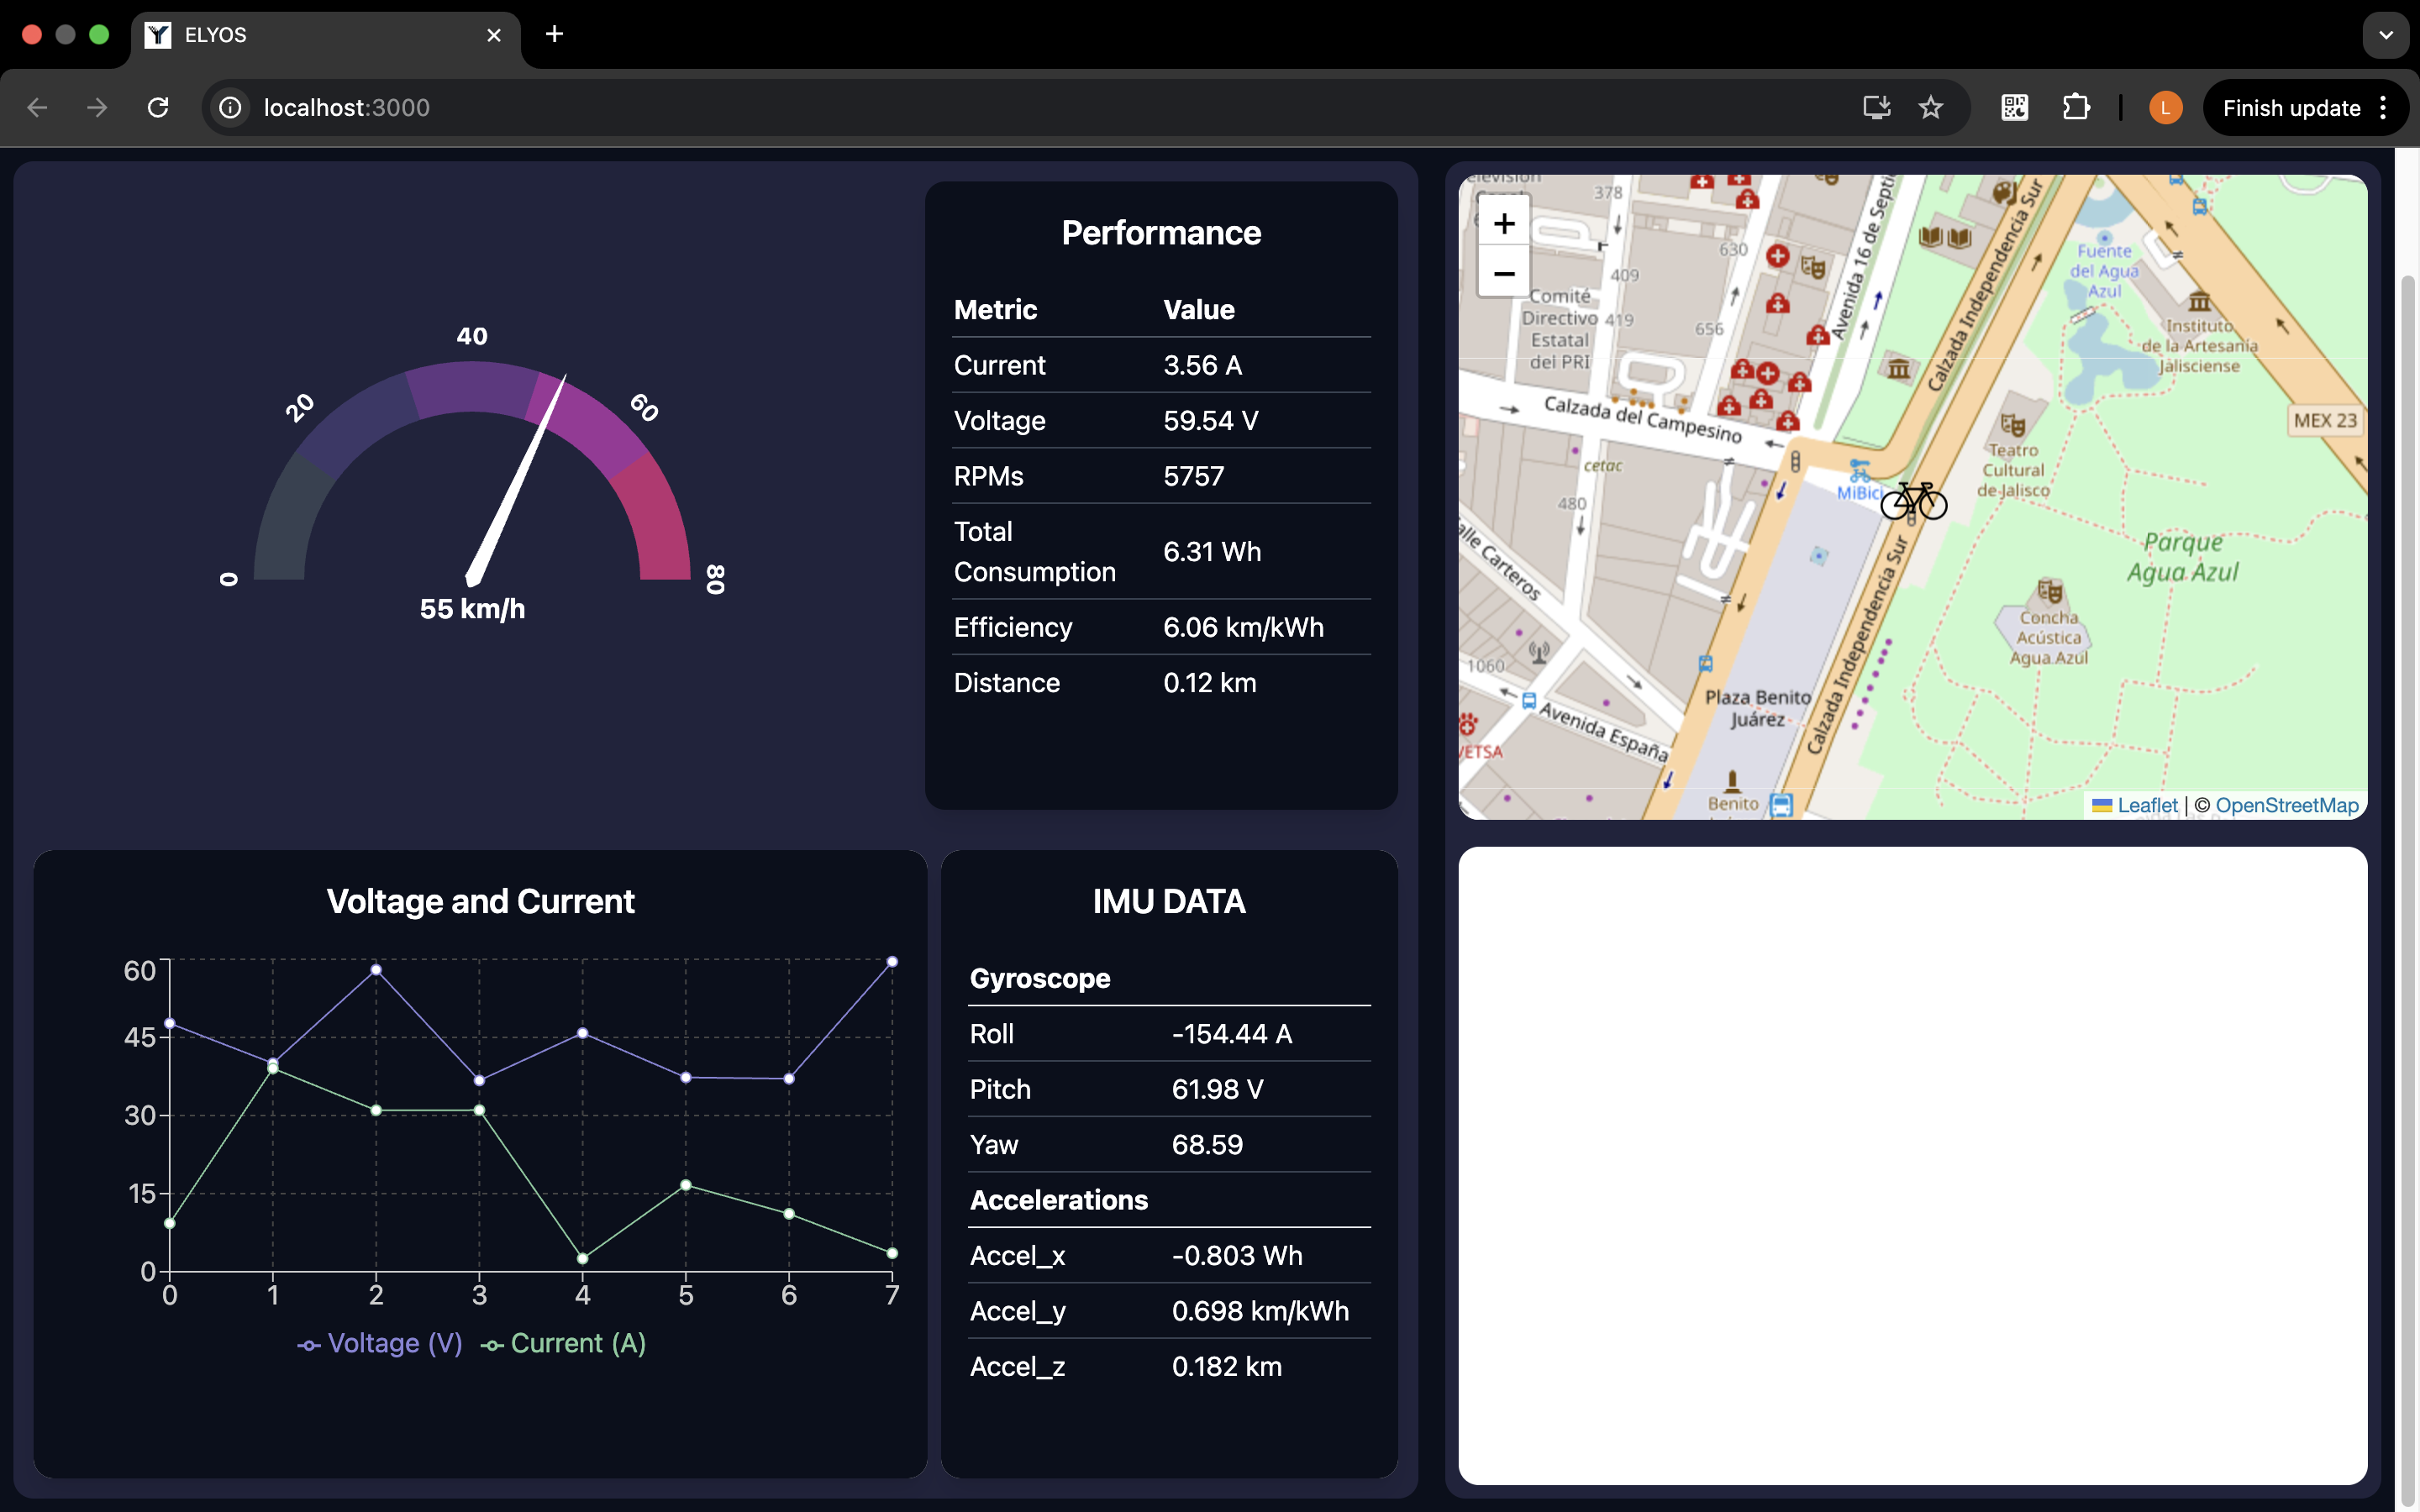 ELYOS
localhost:3000
L
Finish update
0
20
40
60
80
55 km/h
Performance
Metric Value
Current 3.56 A
Voltage 59.54 V
RPMs 5757
Total
Consumption
6.31 Wh
Efficiency 6.06 km/kWh
Distance 0.12 km
Voltage and Current
60
45
30
15
0
0 1 2 3 4 5 6 7
Voltage (V) Current (A)
IMU DATA
Gyroscope
Roll -154.44 A
Pitch 61.98 V
Yaw 68.59
Accelerations
Accel_x -0.803 Wh
Accel_y 0.698 km/kWh
Accel_z 0.182 km
+
−
378
630
409
Comité
Directivo
Estatal
del PRI
419
656
Avenida 16 de Septi
Calzada Independencia Sur
Fuente
del Agua
Azul
Instituto
de la Artesanía
Jalisciense
MEX 23
Calzada del Campesino
cetac
480
MiBici
Teatro
Cultural
de Jalisco
Parque
Agua Azul
Concha
Acústica
Agua Azul
alle Carteros
Calzada Independencia Sur
1060
Avenida España
VETSA
Plaza Benito
Juárez
Benito
Leaflet | © OpenStreetMap